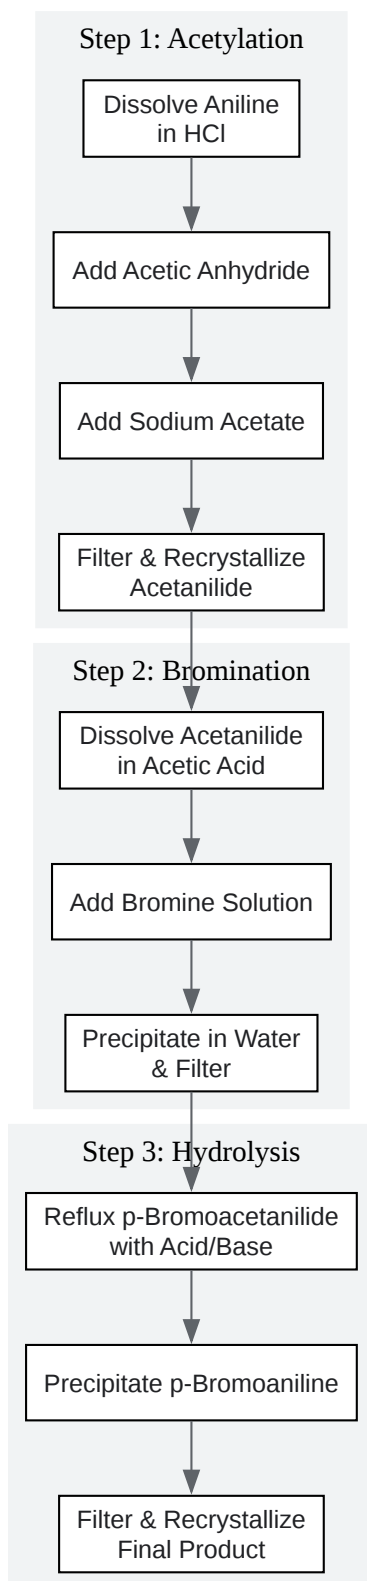 Step 1: Acetylation
Dissolve Aniline
in HCl
Add Acetic Anhydride
Add Sodium Acetate
Filter & Recrystallize
Acetanilide
Step 2: Bromination
Dissolve Acetanilide
in Acetic Acid
Add Bromine Solution
Precipitate in Water
& Filter
Step 3: Hydrolysis
Reflux p-Bromoacetanilide
with Acid/Base
Precipitate p-Bromoaniline
Filter & Recrystallize
Final Product